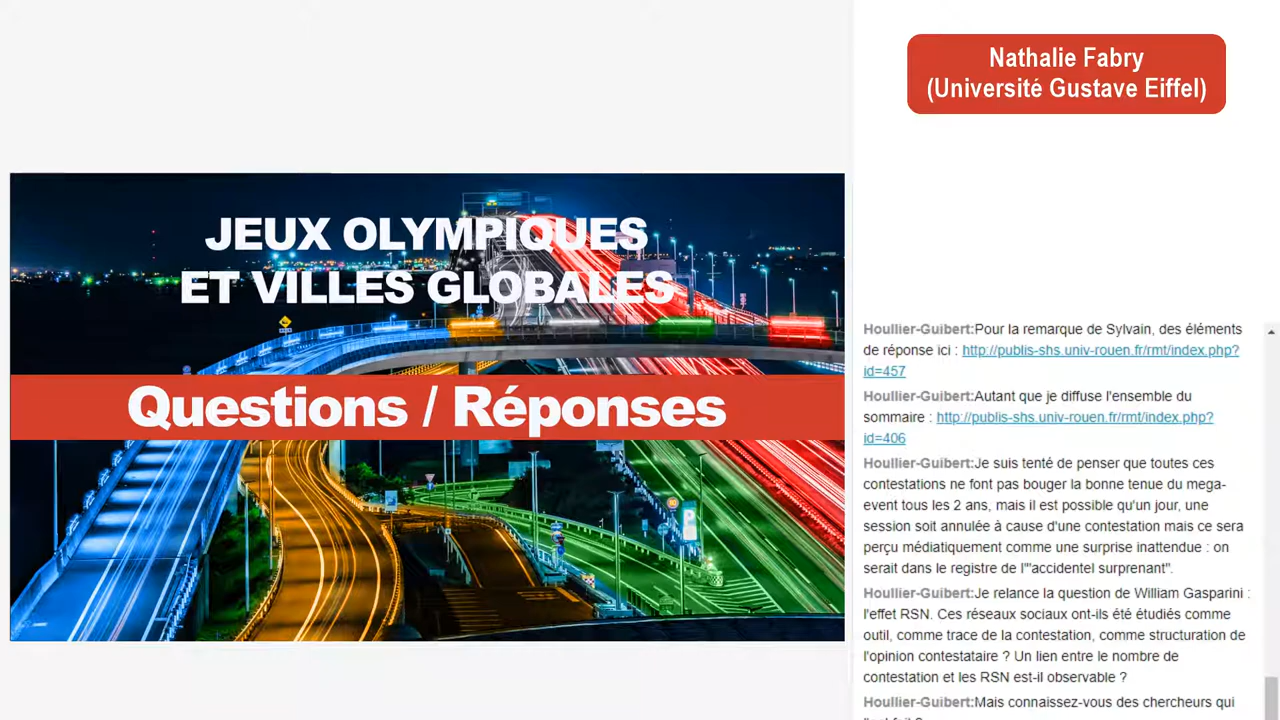 Nathalie Fabry
(Université Gustave Eiffel)
JEUX OLYMPIQUES
ET VILLES GLOBALES
Questions / Réponses
Houllier-Guibert:Pour la remarque de Sylvain, des éléments
de réponse ici : http://publis-shs.univ-rouen.fr/rmt/index.php?
id=457
Houllier-Guibert:Autant que je diffuse l'ensemble du
sommaire : http://publis-shs.univ-rouen.fr/rmt/index.php?
id=406
Houllier-Guibert:Je suis tenté de penser que toutes ces
contestations ne font pas bouger la bonne tenue du mega-
event tous les 2 ans, mais il est possible qu'un jour, une
session soit annulée à cause d'une contestation mais ce sera
perçu médiatiquement comme une surprise inattendue : on
serait dans le registre de l'"accidentel surprenant".
Houllier-Guibert:Je relance la question de William Gasparini :
l'effet RSN. Ces réseaux sociaux ont-ils été étudiés comme
outil, comme trace de la contestation, comme structuration de
l'opinion contestataire ? Un lien entre le nombre de
contestation et les RSN est-il observable ?
Houllier-Guibert:Mais connaissez-vous des chercheurs qui